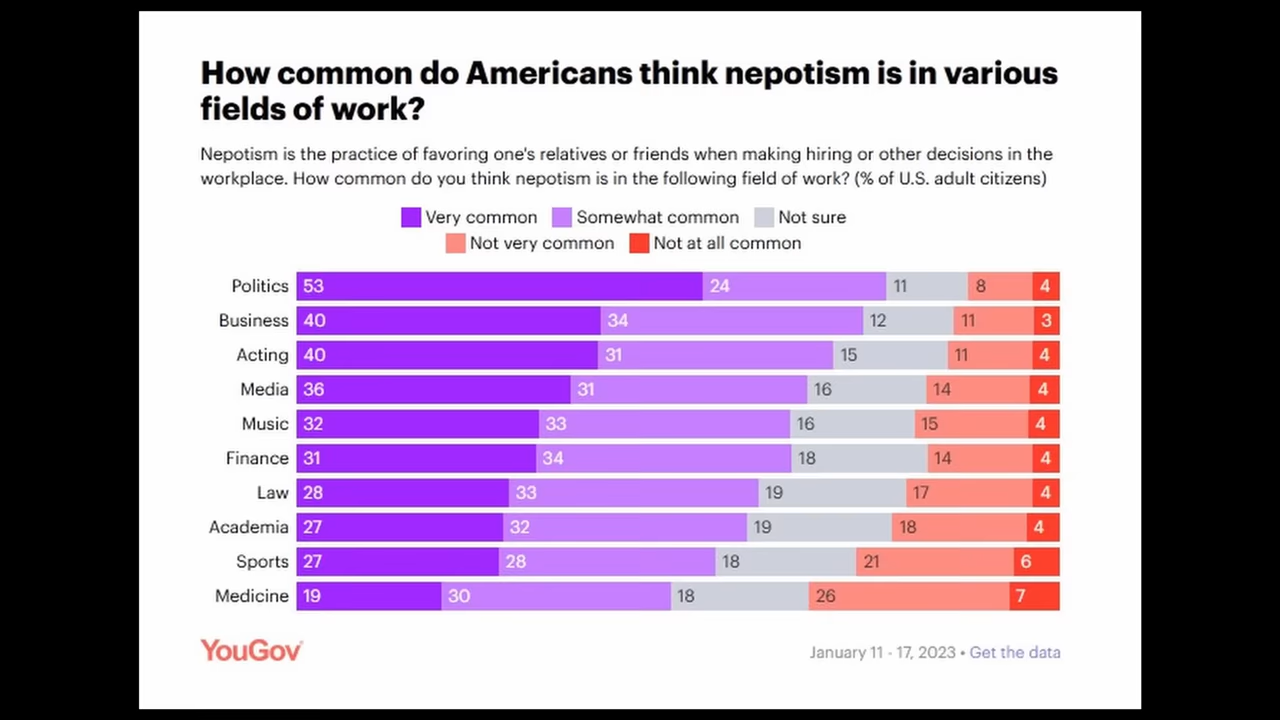 How common do Americans think nepotism is in various
fields of work?
Nepotism is the practice of favoring one's relatives or friends when making hiring or other decisions in the
workplace. How common do you think nepotism is in the following field of work? (% of U.S. adult citizens)
Very common Somewhat common Not sure
Not very common Not at all common
Politics 53 24 11 8 4
Business 40 34 12 11 3
Acting 40 31 15 11 4
Media 36 31 16 14 4
Music 32 33 16 15 4
Finance 31 34 18 14 4
Law 28 33 19 17 4
Academia 27 32 19 18 4
Sports 27 28 18 21 6
Medicine 19 30 18 26 7
YouGov January 11 - 17, 2023 • Get the data